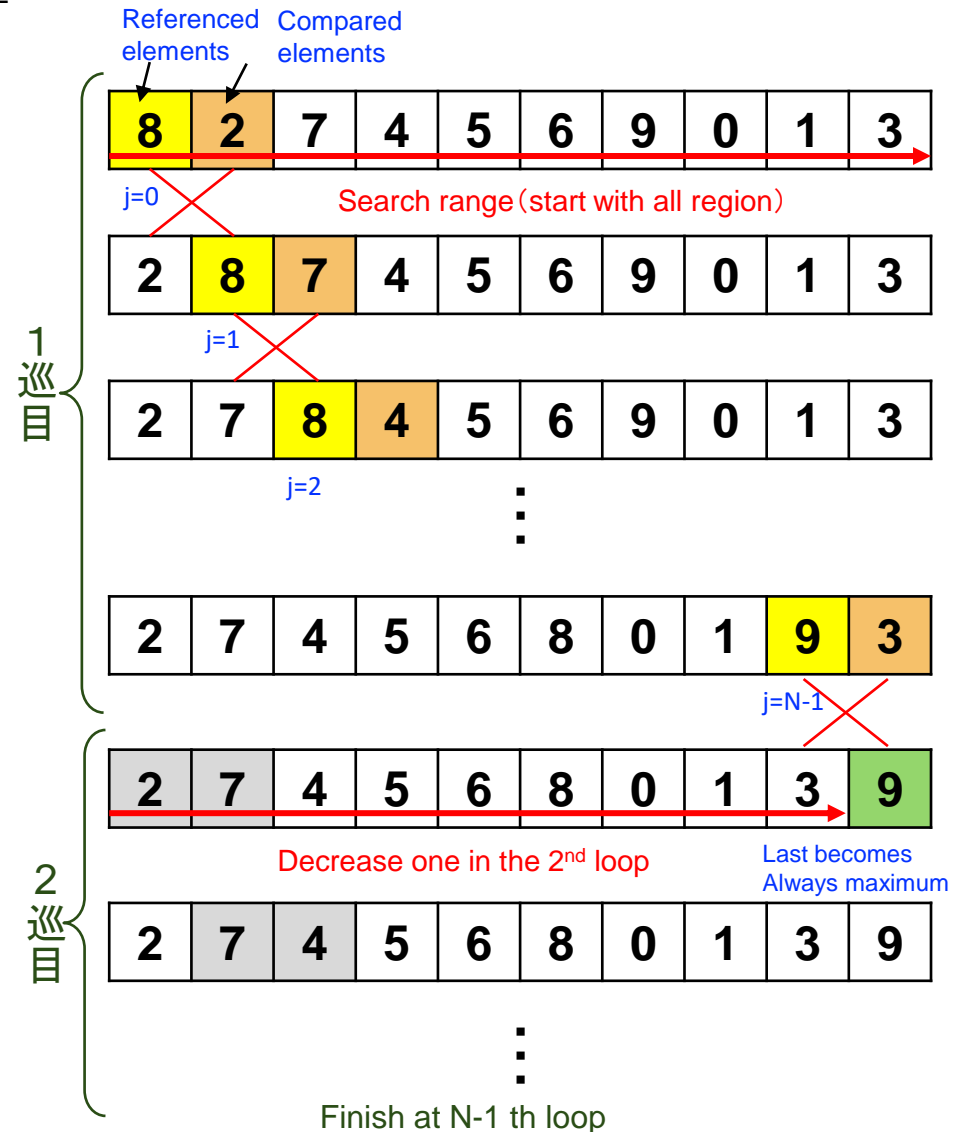 Referenced elements
Compared elements
8 2 7 4 5 6 9 0 1 3
j=0
Search range(start with all region)
2 8 7 4 5 6 9 0 1 3
j=1
1巡目
2 7 8 4 5 6 9 0 1 3
j=2
⋮
2 7 4 5 6 8 0 1 9 3
j=N-1
2 7 4 5 6 8 0 1 3 9
Decrease one in the 2nd loop
Last becomes
Always maximum
2巡目
2 7 4 5 6 8 0 1 3 9
⋮
Finish at N-1 th loop